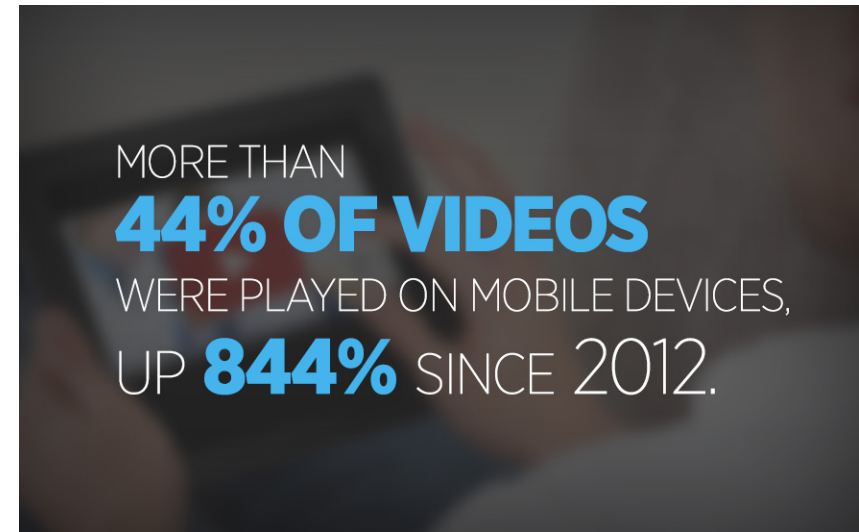 MORE THAN
44% OF VIDEOS
WERE PLAYED ON MOBILE DEVICES,
UP 844% SINCE 2012.